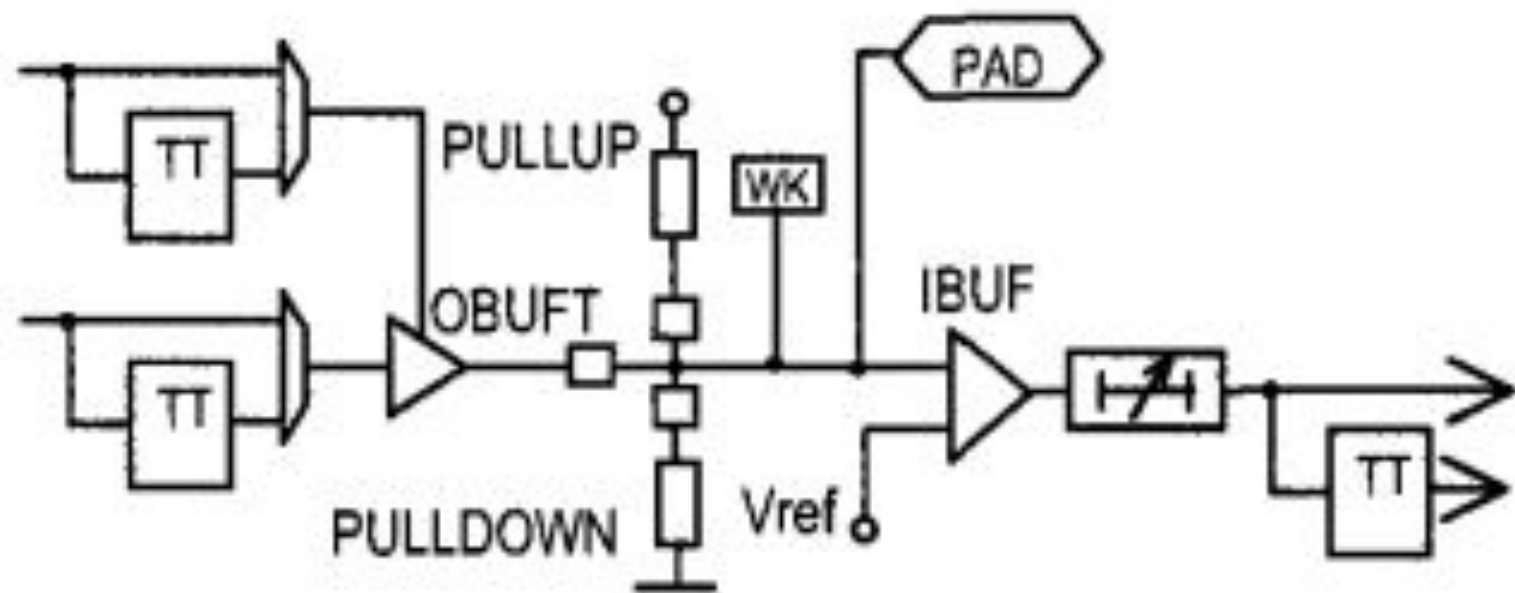 PAD
TT
PULLUP
WK
OBUFT
IBUF
TT
PULLDOWN
Vref
TT